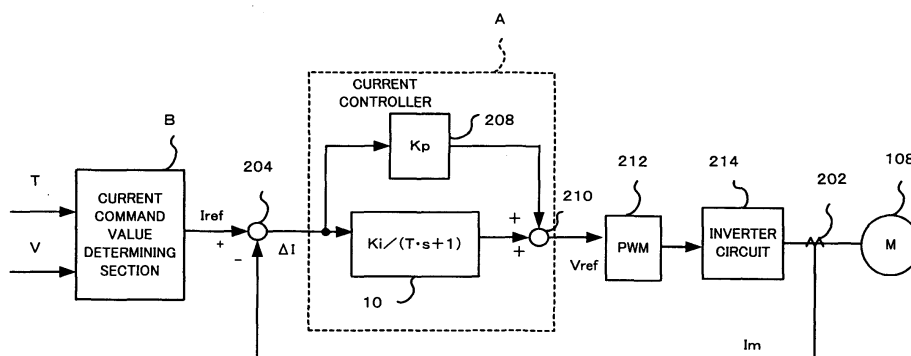 A
CURRENT
CONTROLLER
208
Kp
B
204
T
V
CURRENT
COMMAND
VALUE
DETERMINING
SECTION
Iref
+
-
ΔI
Ki/(T·s+1)
10
+
+
210
Vref
212
PWM
214
INVERTER
CIRCUIT
202
108
M
Im